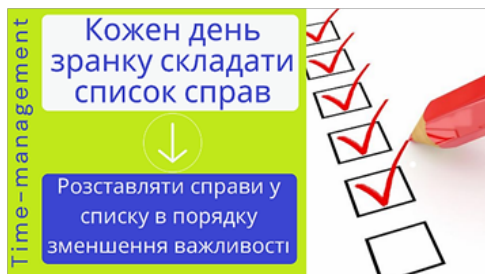 Time-management
Кожен день
зранку складати
список справ
Розставляти справи у
списку в порядку
зменшення важливості